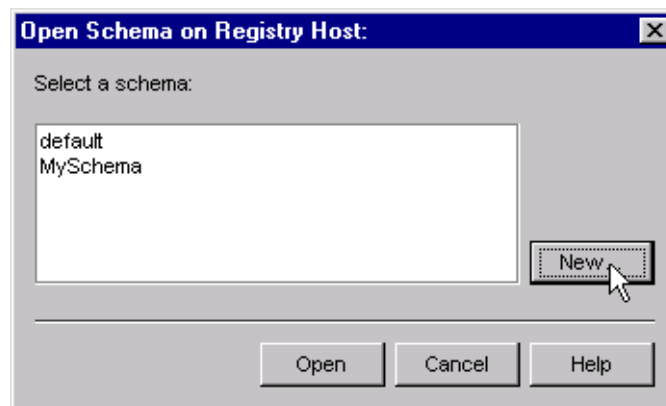 Open Schema on Registry Host:
Select a schema:
default
MySchema
New...
Open Cancel Help